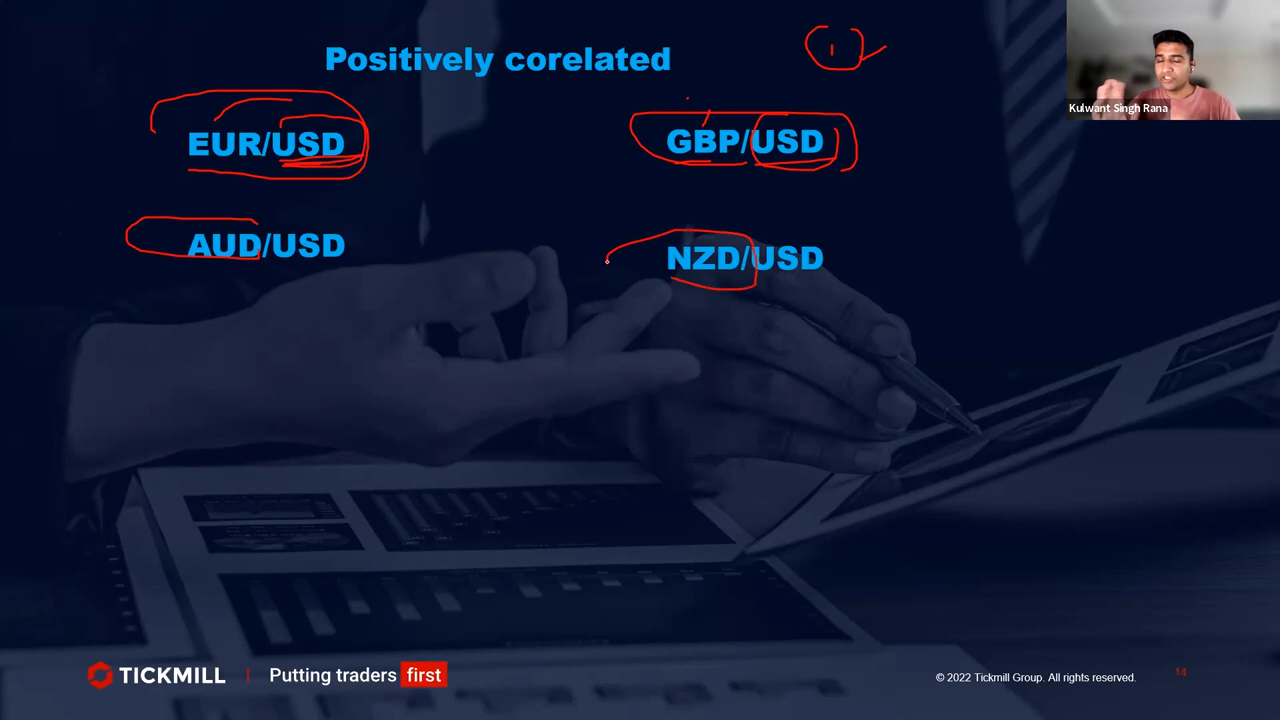 Positively corelated
Kulwant Singh Rana
EUR/USD
GBP/USD
AUD/USD
NZD/USD
TICKMILL | Putting traders first
© 2022 Tickmill Group. All rights reserved.
14